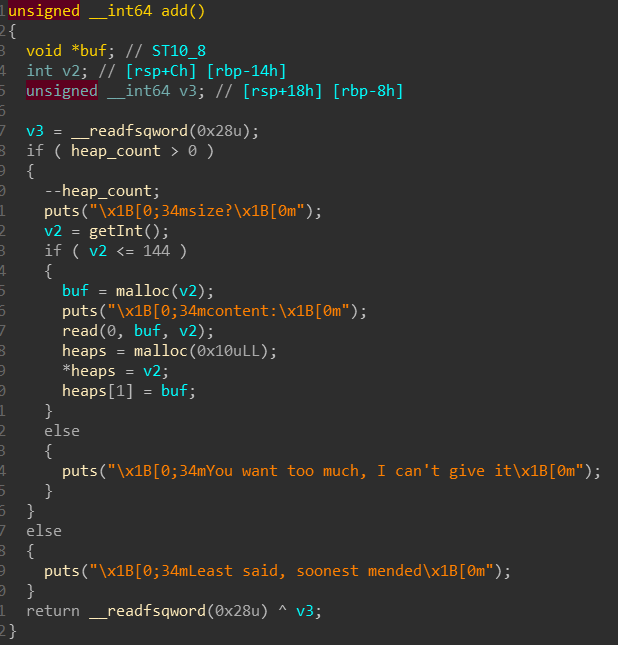 1 unsigned __int64 add()
2 {
3   void *buf; // ST10_8
4   int v2; // [rsp+Ch] [rbp-14h]
5   unsigned __int64 v3; // [rsp+18h] [rbp-8h]
6
7   v3 = __readfsqword(0x28u);
8   if ( heap_count > 0 )
9   {
0     --heap_count;
1     puts("\x1B[0;34msize?\x1B[0m");
2     v2 = getInt();
3     if ( v2 <= 144 )
4     {
5       buf = malloc(v2);
6       puts("\x1B[0;34mcontent:\x1B[0m");
7       read(0, buf, v2);
8       heaps = malloc(0x10uLL);
9       *heaps = v2;
0       heaps[1] = buf;
1     }
2     else
3     {
4       puts("\x1B[0;34mYou want too much, I can't give it\x1B[0m");
5     }
6   }
7   else
8   {
9     puts("\x1B[0;34mLeast said, soonest mended\x1B[0m");
0   }
1   return __readfsqword(0x28u) ^ v3;
2 }